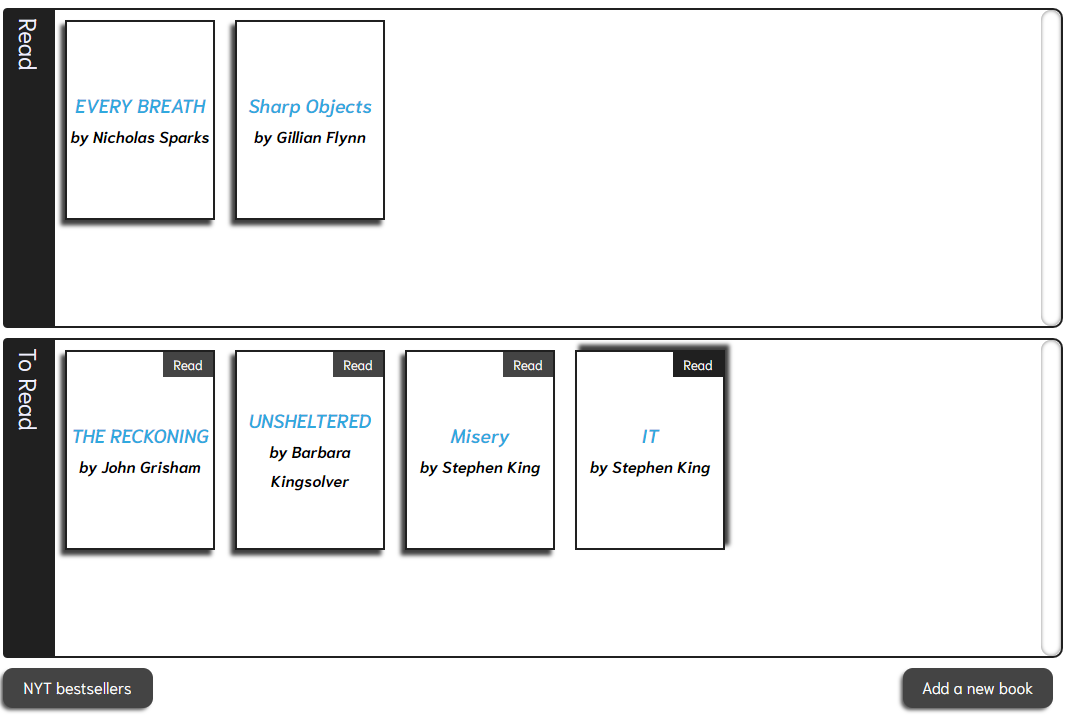 Read
EVERY BREATH
by Nicholas Sparks
Sharp Objects
by Gillian Flynn
To Read
Read
THE RECKONING
by John Grisham
Read
UNSHELTERED
by Barbara
Kingsolver
Read
Misery
by Stephen King
Read
IT
by Stephen King
NYT bestsellers
Add a new book